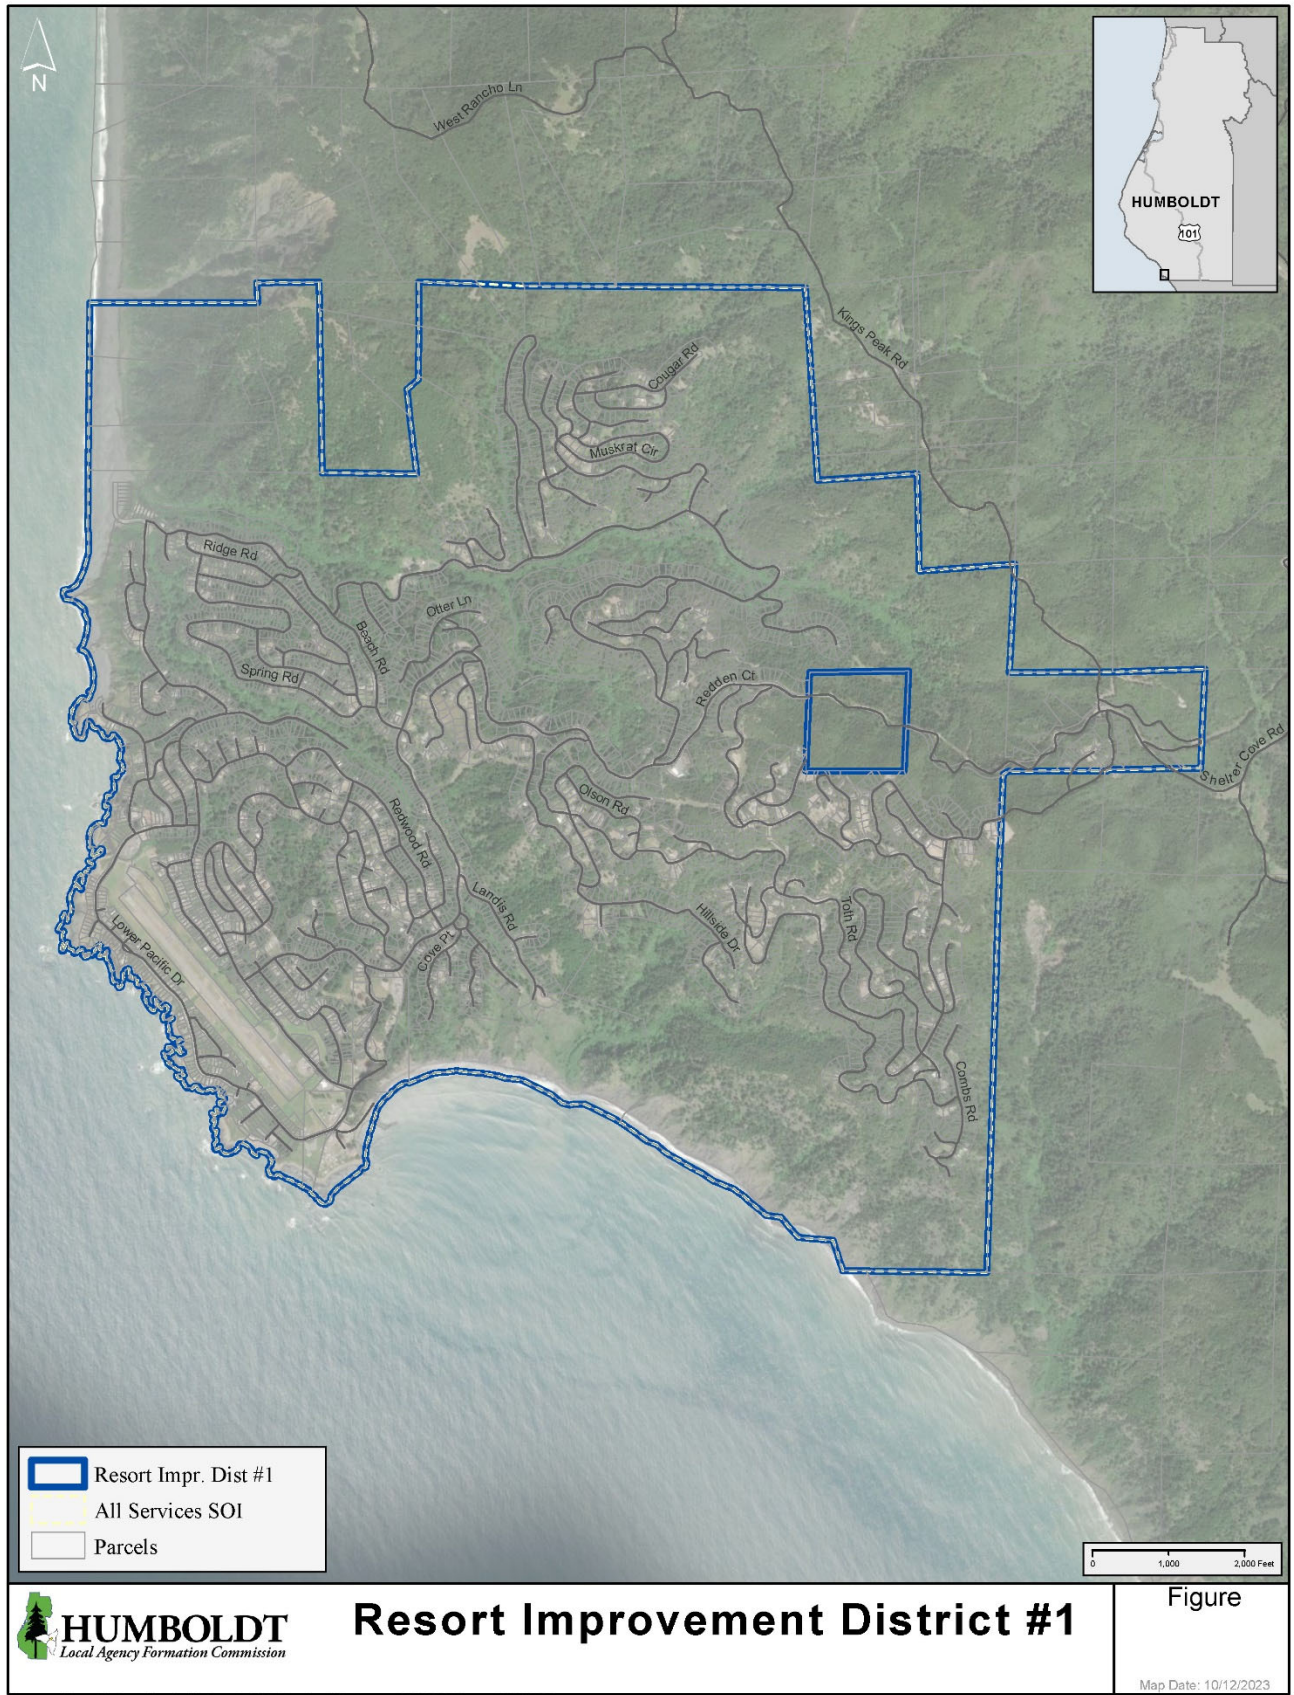 N
West Rancho Ln
HUMBOLDT
101
Kings Peak Rd
Cougar Rd
Muskrat Cir
Ridge Rd
Otter Ln
Beach Rd
Spring Rd
Redden Ct
Shelter Cove Rd
Olson Rd
Redwood Rd
Landis Rd
Hillside Dr
Toth Rd
Lower Pacific Dr
Cove Pt
Combs Rd
Resort Impr. Dist #1
All Services SOI
Parcels
0 1,000 2,000 Feet
HUMBOLDT
Local Agency Formation Commission
Resort Improvement District #1
Figure
Map Date: 10/12/2023